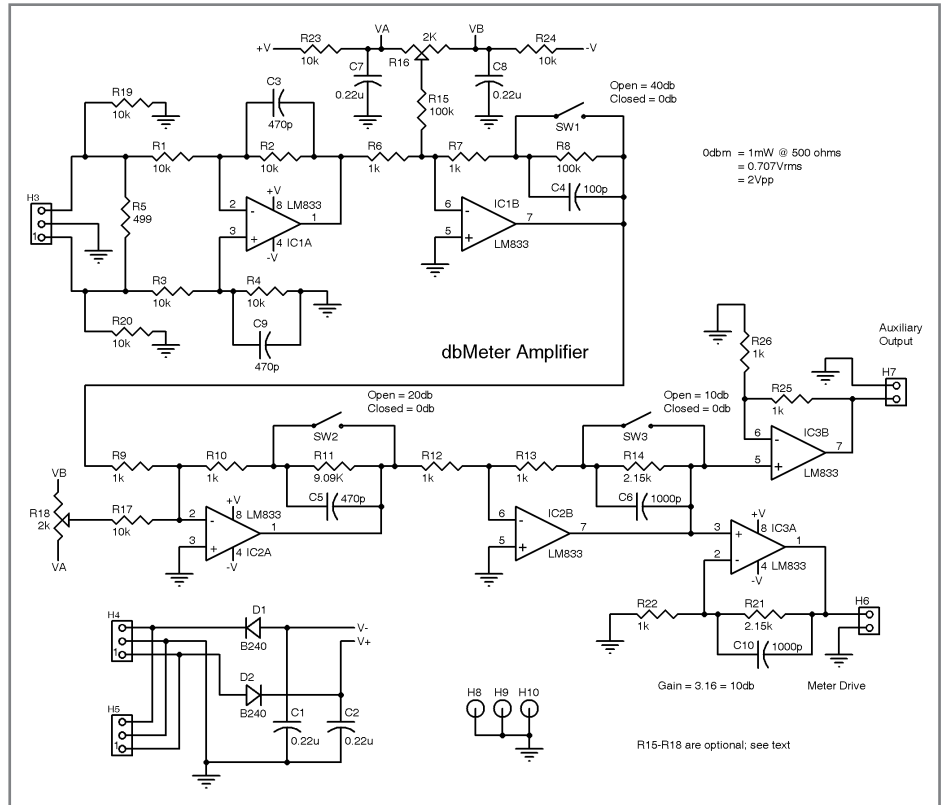 VA
VB
+V
R23
10k
R16
2K
R24
10k
-V
C7
0.22u
C8
0.22u
R19
10k
C3
470p
R15
100k
Open = 40db
Closed = 0db
SW1
R1
10k
R2
10k
R6
1k
R7
1k
R8
100k
C4
100p
0dbm = 1mW @ 500 ohms
= 0.707Vrms
= 2Vpp
H3
1
R5
499
+V
8
LM833
2
-
3
+
1
4
IC1A
-V
6
-
5
+
7
IC1B
LM833
R3
10k
R4
10k
C9
470p
R20
10k
dbMeter Amplifier
R26
1k
Auxiliary
Output
H7
R25
1k
6
-
5
+
7
IC3B
LM833
Open = 20db
Closed = 0db
SW2
Open = 10db
Closed = 0db
SW3
R9
1k
R10
1k
R11
9.09K
C5
470p
R12
1k
R13
1k
R14
2.15k
C6
1000p
VB
R18
2k
VA
R17
10k
+V
8
LM833
2
-
3
+
1
4
IC2A
-V
6
-
5
+
7
IC2B
LM833
+V
8
IC3A
3
+
2
-
1
4
LM833
-V
R22
1k
R21
2.15k
C10
1000p
H6
Gain = 3.16 = 10db
Meter Drive
H4
1
D1
B240
V-
V+
D2
B240
H5
1
C1
0.22u
C2
0.22u
H8
H9
H10
R15-R18 are optional; see text